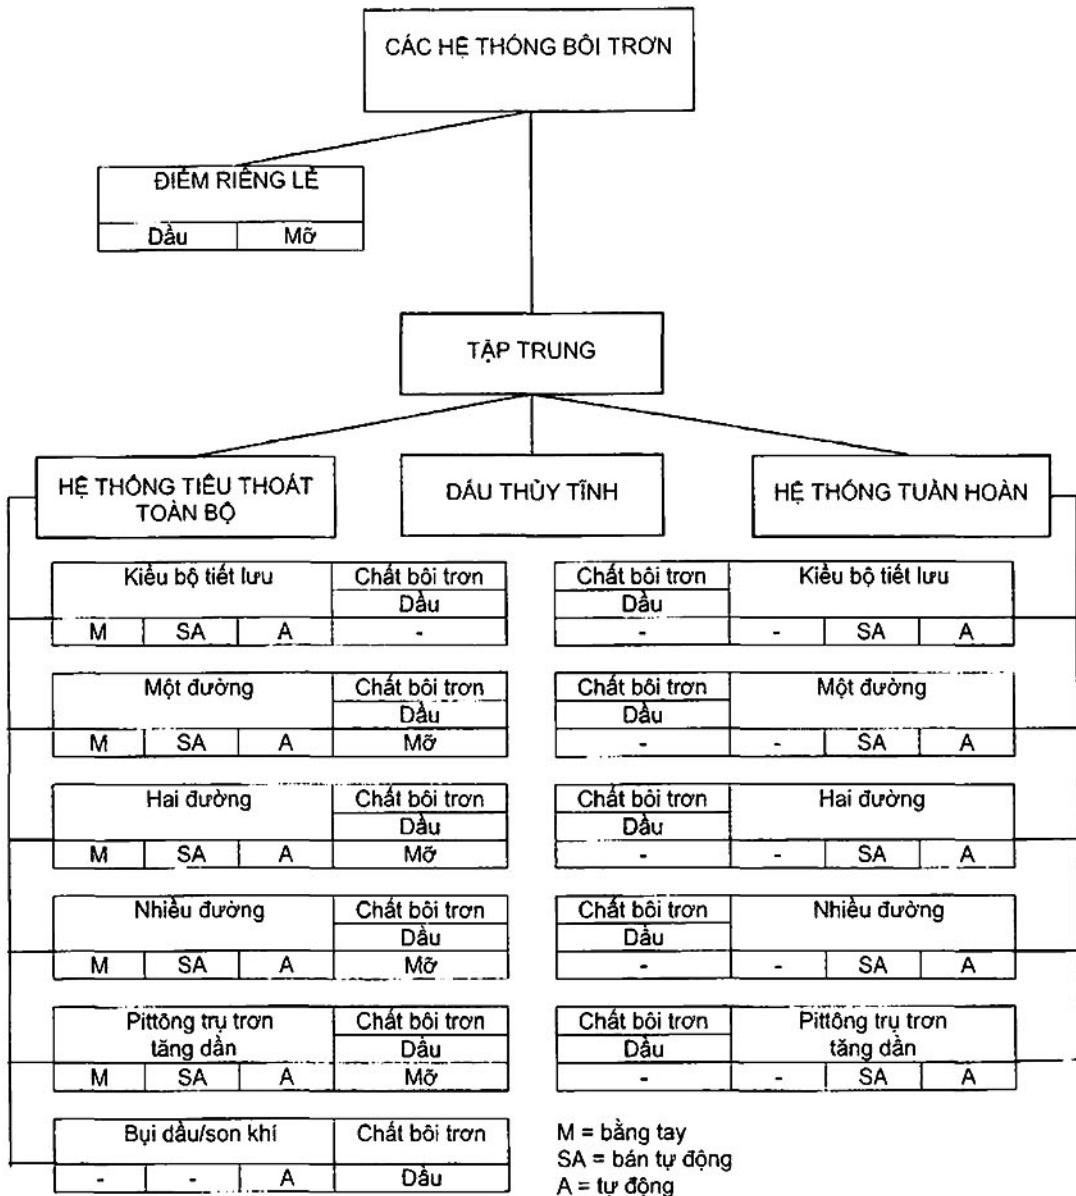 CÁC HỆ THỐNG BÔI TRƠN
ĐIỂM RIÊNG LẺ
Dầu Mỡ
TẬP TRUNG
HỆ THỐNG TIÊU THOÁT
TOÀN BỘ
DẦU THỦY TĨNH
HỆ THỐNG TUẦN HOÀN
Kiểu bộ tiết lưu Chất bôi trơn
Dầu
M SA A -
Chất bôi trơn Kiểu bộ tiết lưu
Dầu
- - SA A
Một đường Chất bôi trơn
Dầu
M SA A Mỡ
Chất bôi trơn Một đường
Dầu
- - SA A
Hai đường Chất bôi trơn
Dầu
M SA A Mỡ
Chất bôi trơn Hai đường
Dầu
- - SA A
Nhiều đường Chất bôi trơn
Dầu
M SA A Mỡ
Chất bôi trơn Nhiều đường
Dầu
- - SA A
Pittông trụ trơn Chất bôi trơn
tăng dần Dầu
M SA A Mỡ
Chất bôi trơn Pittông trụ trơn
Dầu tăng dần
- - SA A
Bụi dầu/son khí Chất bôi trơn
- - A Dầu
M = bằng tay
SA = bán tự động
A = tự động